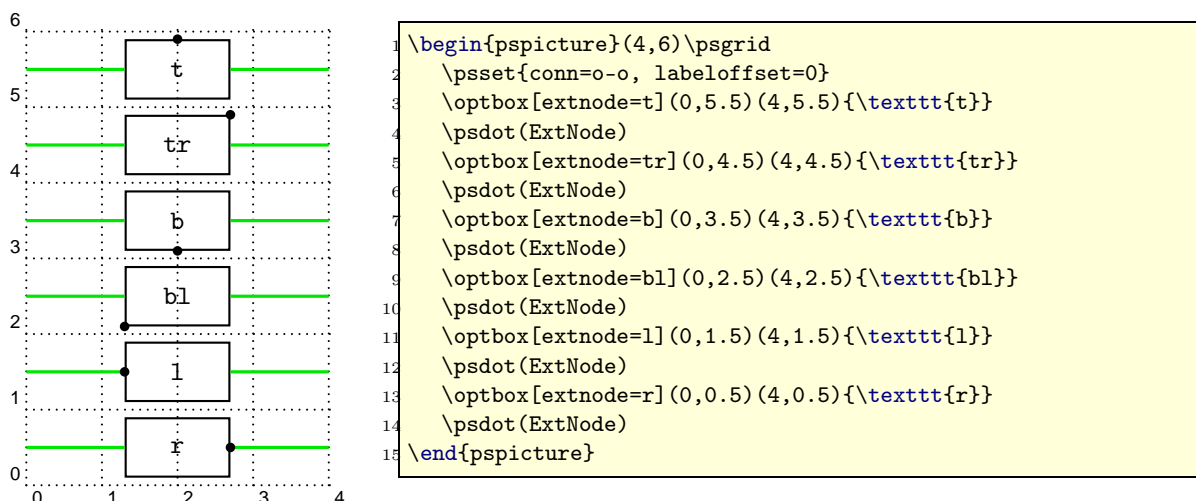 6
t
5
tr
4
b
3
bl
2
l
1
r
0
0 1 2 3 4
1 \begin{pspicture}(4,6)\psgrid
2 \psset{conn=o-o, labeloffset=0}
3 \optbox[extnode=t](0,5.5)(4,5.5){\texttt{t}}
4 \psdot(ExtNode)
5 \optbox[extnode=tr](0,4.5)(4,4.5){\texttt{tr}}
6 \psdot(ExtNode)
7 \optbox[extnode=b](0,3.5)(4,3.5){\texttt{b}}
8 \psdot(ExtNode)
9 \optbox[extnode=bl](0,2.5)(4,2.5){\texttt{bl}}
10 \psdot(ExtNode)
11 \optbox[extnode=l](0,1.5)(4,1.5){\texttt{l}}
12 \psdot(ExtNode)
13 \optbox[extnode=r](0,0.5)(4,0.5){\texttt{r}}
14 \psdot(ExtNode)
15 \end{pspicture}